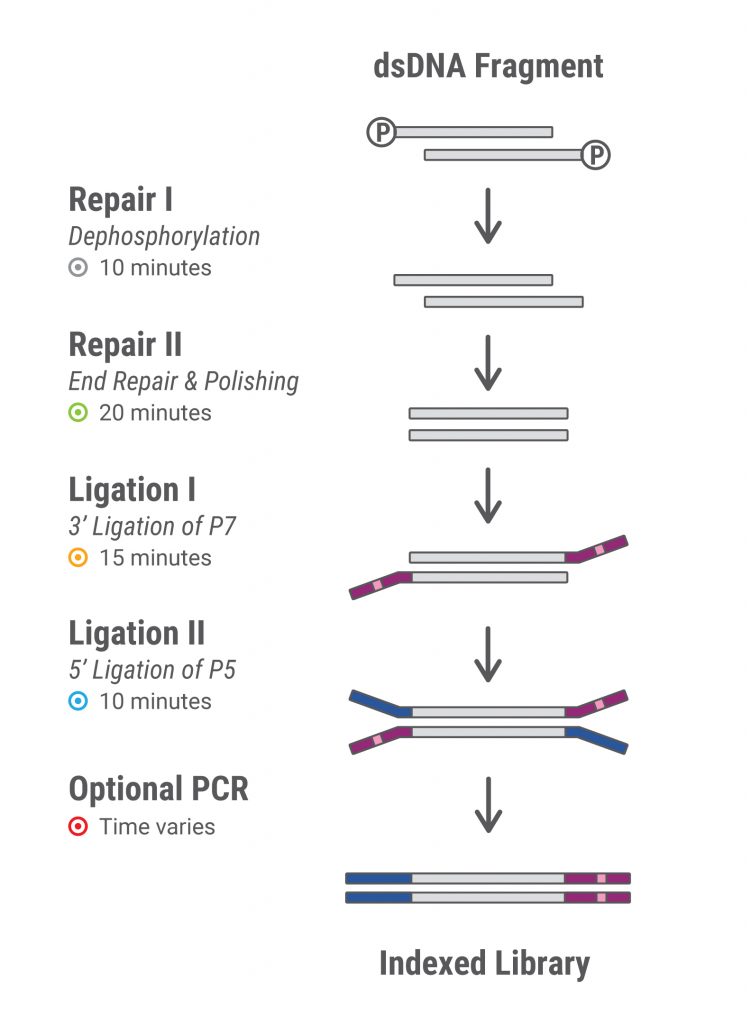 dsDNA Fragment
P
P
Repair I
Dephosphorylation
10 minutes
Repair II
End Repair & Polishing
20 minutes
Ligation I
3’ Ligation of P7
15 minutes
Ligation II
5’ Ligation of P5
10 minutes
Optional PCR
Time varies
Indexed Library